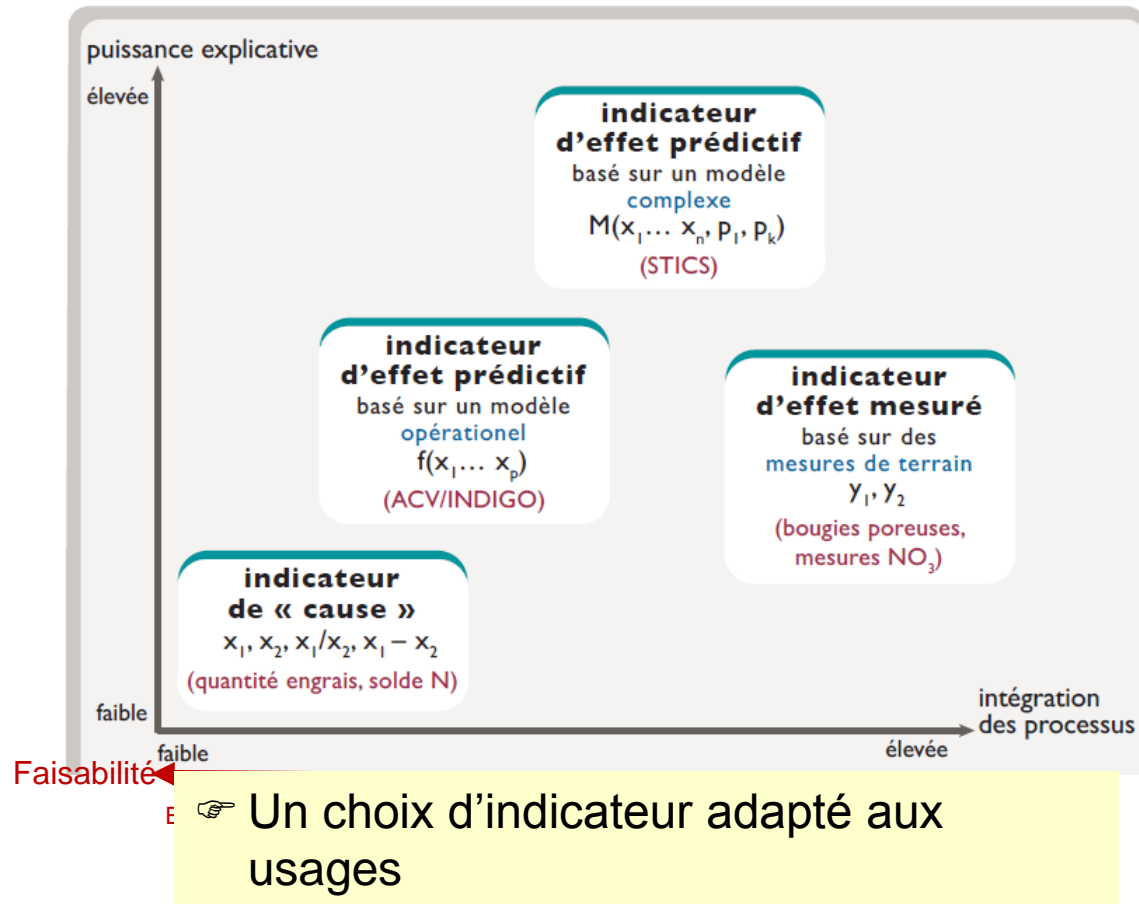 puissance explicative
élevée
indicateur
d'effet prédictif
basé sur un modèle
complexe
M(x₁… xₙ, p₁, pₖ)
(STICS)
indicateur
d'effet prédictif
basé sur un modèle
opérationel
f(x₁… xₚ)
(ACV/INDIGO)
indicateur
d'effet mesuré
basé sur des
mesures de terrain
y₁, y₂
(bougies poreuses,
mesures NO₃)
indicateur
de « cause »
x₁, x₂, x₁/x₂, x₁ – x₂
(quantité engrais, solde N)
faible
faible
élevée
intégration
des processus
Faisabilité
☞ Un choix d'indicateur adapté aux
usages